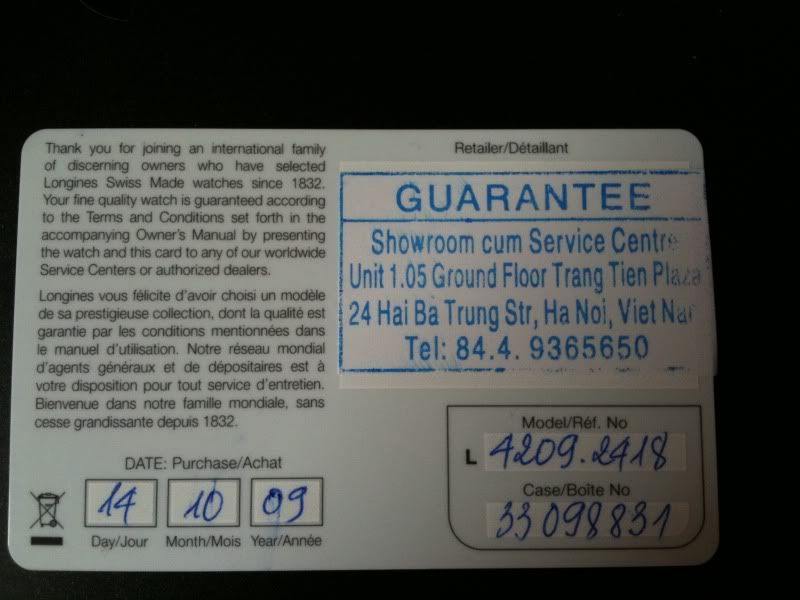 Thank you for joining an international family
of discerning owners who have selected
Longines Swiss Made watches since 1832.
Your fine quality watch is guaranteed according
to the Terms and Conditions set forth in the
accompanying Owner's Manual by presenting
the watch and this card to any of our worldwide
Service Centers or authorized dealers.
Longines vous félicite d'avoir choisi un modèle
de sa prestigieuse collection, dont la qualité est
garantie par les conditions mentionnées dans
le manuel d'utilisation. Notre réseau mondial
d'agents généraux et de dépositaires est à
votre disposition pour tout service d'entretien.
Bienvenue dans notre famille mondiale, sans
cesse grandissante depuis 1832.
DATE: Purchase/Achat
14 10 09
Day/Jour Month/Mois Year/Année
Retailer/Détaillant
GUARANTEE
Showroom cum Service Centre
Unit 1.05 Ground Floor Trang Tien Plaza
24 Hai Bà Trung Str, Ha Noi, Viet Nam
Tel: 84.4. 9365650
Model/Réf. No
L 4209.2418
Case/Boîte No
33098831